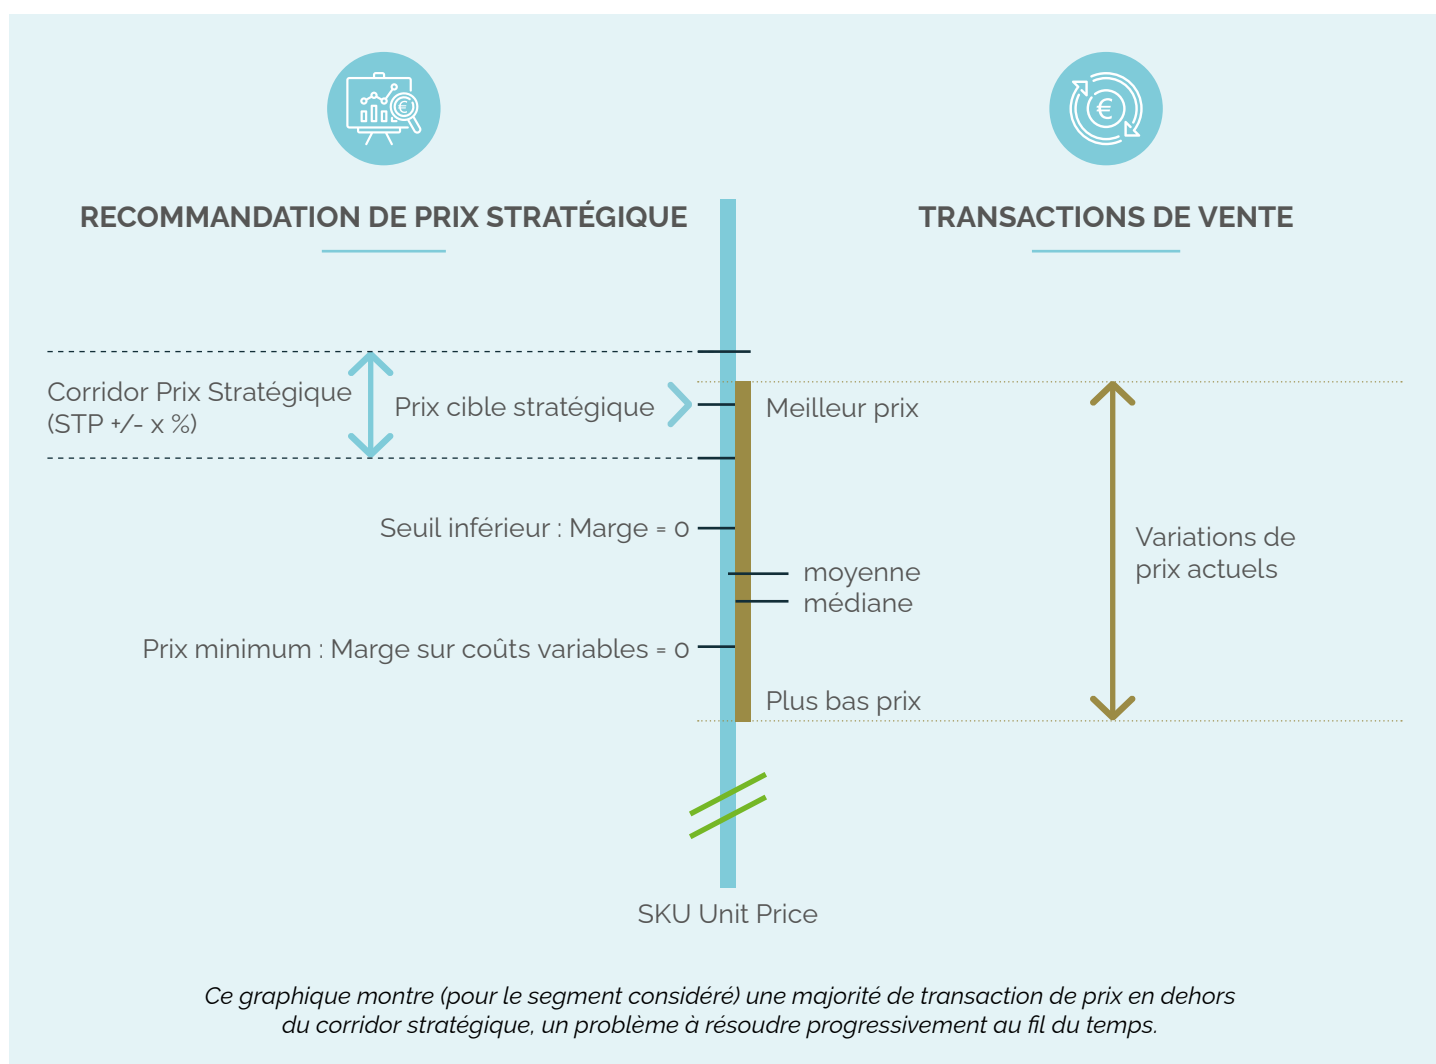 RECOMMANDATION DE PRIX STRATÉGIQUE
TRANSACTIONS DE VENTE
Corridor Prix Stratégique
(STP +/- x %)
Prix cible stratégique
Meilleur prix
Seuil inférieur : Marge = 0
Variations de
prix actuels
moyenne
médiane
Prix minimum : Marge sur coûts variables = 0
Plus bas prix
SKU Unit Price
Ce graphique montre (pour le segment considéré) une majorité de transaction de prix en dehors
du corridor stratégique, un problème à résoudre progressivement au fil du temps.